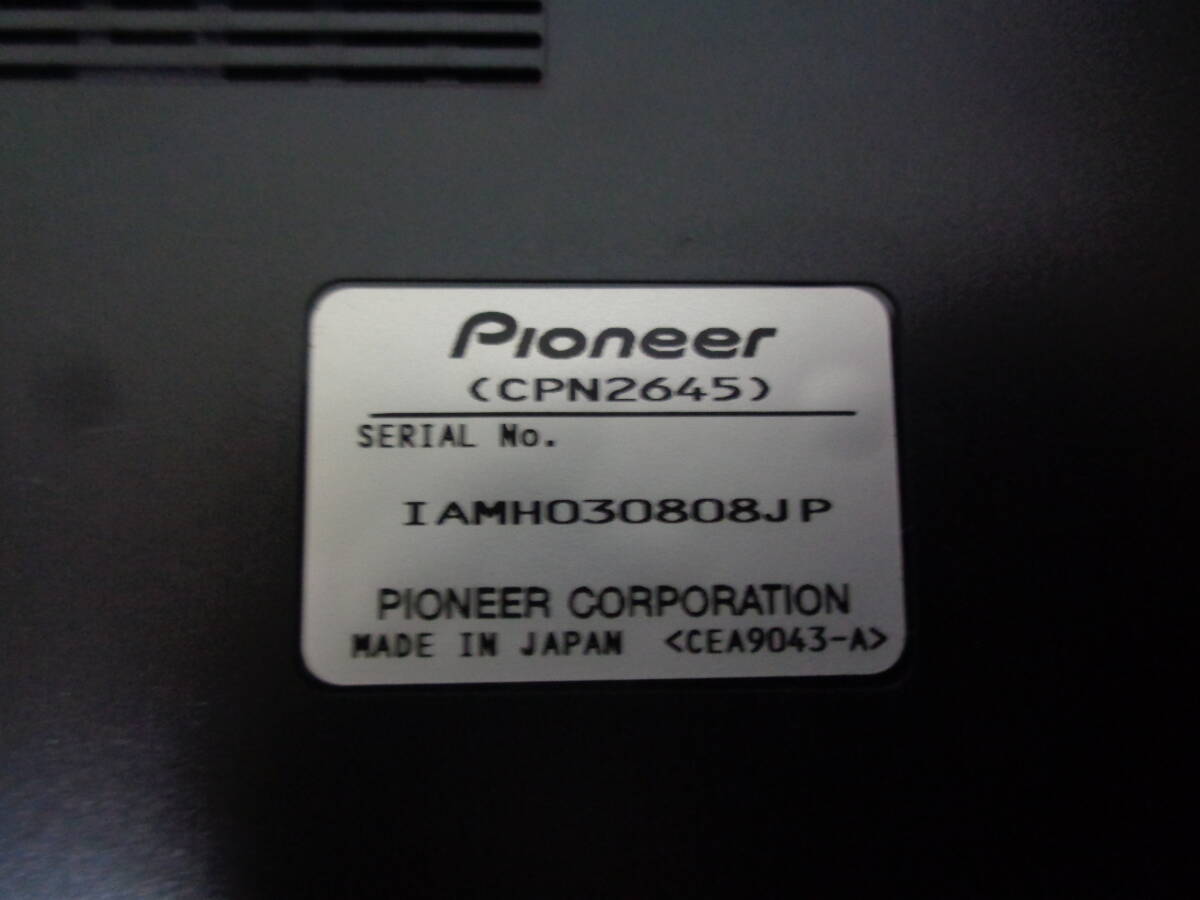 Pioneer
(CPN2645)
SERIAL No.
IAMH030808JP
PIONEER CORPORATION
MADE IN JAPAN <CEA9043-A>